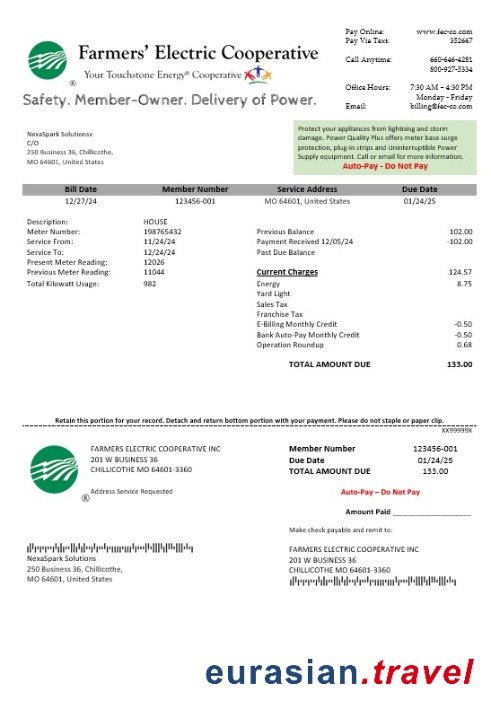 Pay Online: www.fec-co.com
Pay Via Text: 352667
Call Anytime: 660-646-4281
800-927-5334
Office Hours: 7:30 AM – 4:30 PM
Monday - Friday
Email: billing@fec-co.com
Farmers' Electric Cooperative
Your Touchstone Energy® Cooperative
®
Safety. Member-Owner. Delivery of Power.
NexaSpark Solutionsv
C/O
250 Business 36, Chillicothe,
MO 64601, United States
Protect your appliances from lightning and storm
damage. Power Quality Plus offers meter base surge
protection, plug-in strips and Uninterruptible Power
Supply equipment. Call or email for more information.
Auto-Pay - Do Not Pay
Bill Date Member Number Service Address Due Date
12/27/24 123456-001 MO 64601, United States 01/24/25
Description: HOUSE
Meter Number: 198765432
Service From: 11/24/24
Service To: 12/24/24
Present Meter Reading: 12026
Previous Meter Reading: 11044
Total Kilowatt Usage: 982
Previous Balance 102.00
Payment Received 12/05/24 -102.00
Past Due Balance
Current Charges 124.57
Energy 8.75
Yard Light
Sales Tax
Franchise Tax
E-Billing Monthly Credit -0.50
Bank Auto-Pay Monthly Credit -0.50
Operation Roundup 0.68
TOTAL AMOUNT DUE 133.00
Retain this portion for your record. Detach and return bottom portion with your payment. Please do not staple or paper clip.
XX99999X
FARMERS ELECTRIC COOPERATIVE INC
201 W BUSINESS 36
CHILLICOTHE MO 64601-3360
®
Address Service Requested
Member Number 123456-001
Due Date 01/24/25
TOTAL AMOUNT DUE 133.00
Auto-Pay – Do Not Pay
Amount Paid ____________________
Make check payable and remit to:
NexaSpark Solutions
250 Business 36, Chillicothe,
MO 64601, United States
FARMERS ELECTRIC COOPERATIVE INC
201 W BUSINESS 36
CHILLICOTHE MO 64601-3360
eurasian.travel